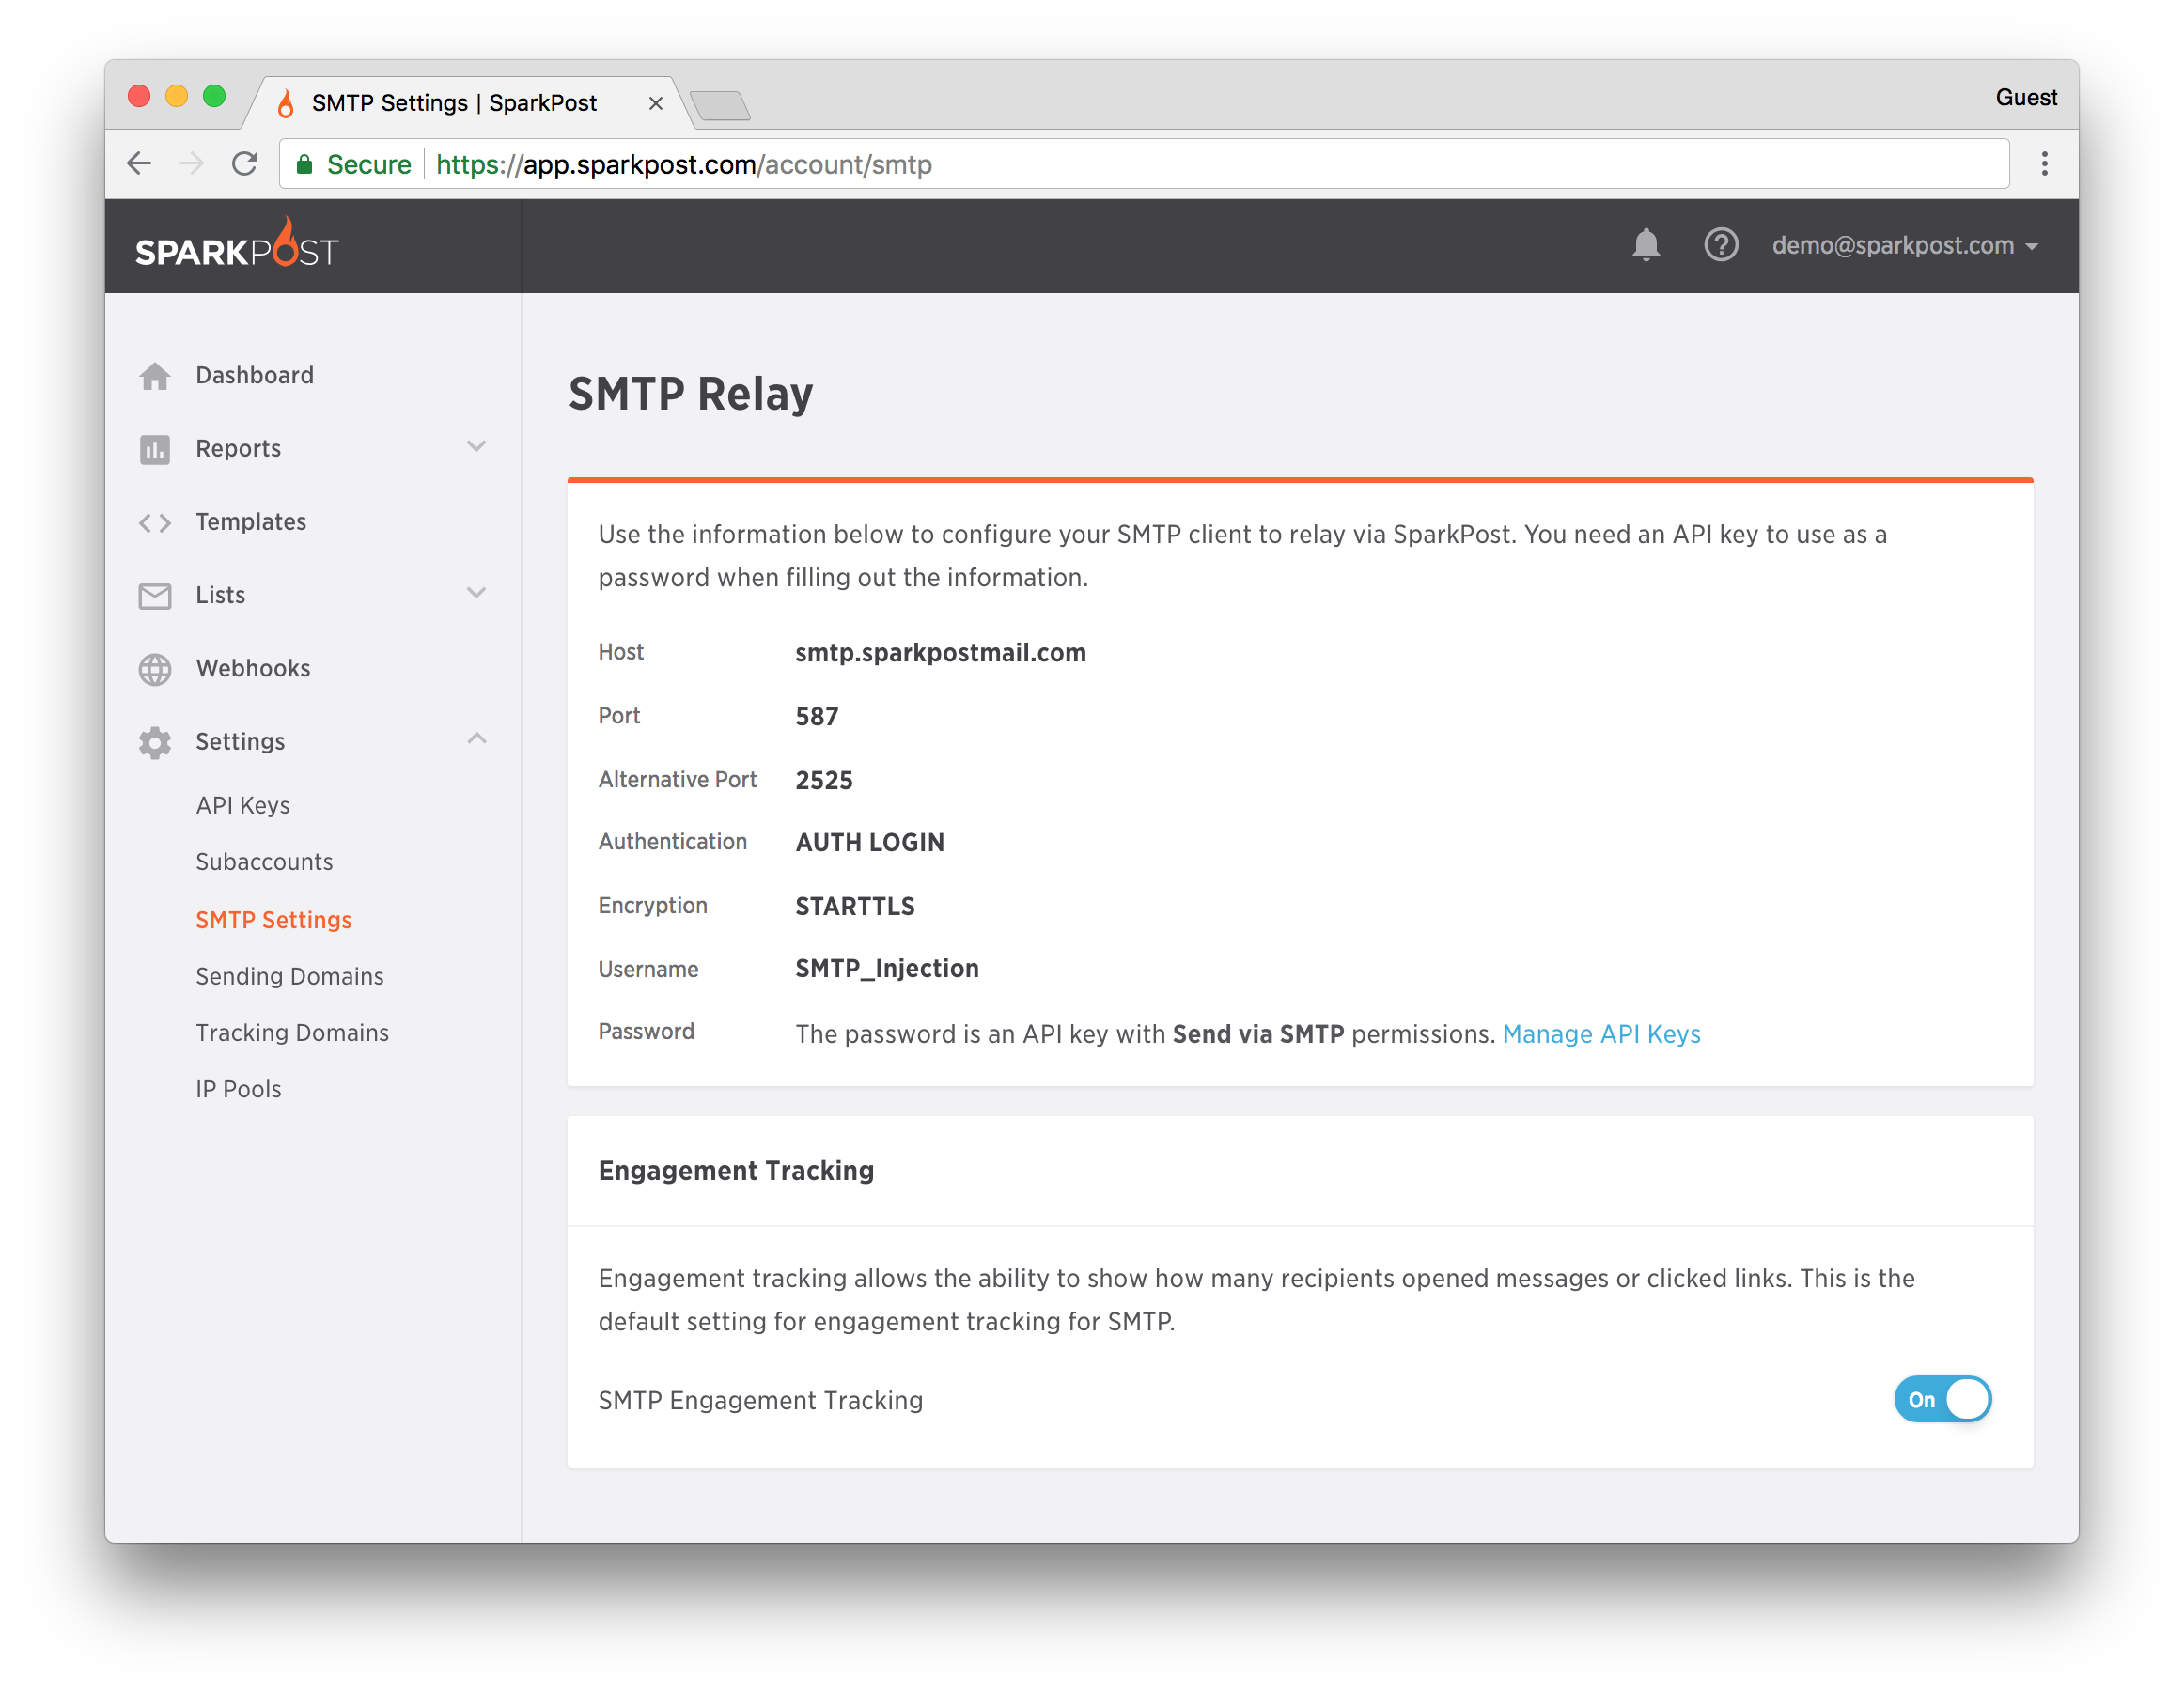 SMTP Settings | SparkPost
Guest
Secure https://app.sparkpost.com/account/smtp
SPARKPOST
demo@sparkpost.com
Dashboard
Reports
Templates
Lists
Webhooks
Settings
API Keys
Subaccounts
SMTP Settings
Sending Domains
Tracking Domains
IP Pools
SMTP Relay
Use the information below to configure your SMTP client to relay via SparkPost. You need an API key to use as a
password when filling out the information.
Host smtp.sparkpostmail.com
Port 587
Alternative Port 2525
Authentication AUTH LOGIN
Encryption STARTTLS
Username SMTP_Injection
Password The password is an API key with Send via SMTP permissions. Manage API Keys
Engagement Tracking
Engagement tracking allows the ability to show how many recipients opened messages or clicked links. This is the
default setting for engagement tracking for SMTP.
SMTP Engagement Tracking On